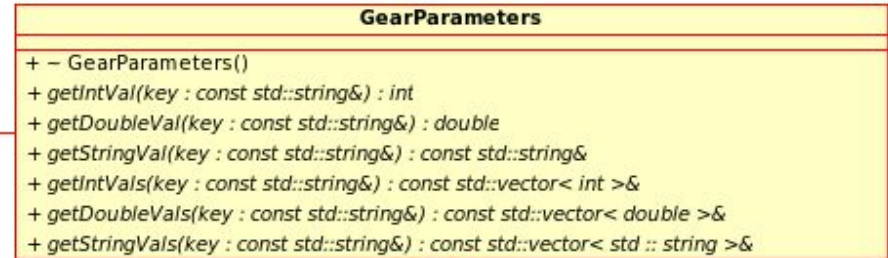 GearParameters
+ ~ GearParameters()
+ getIntVal(key : const std::string&) : int
+ getDoubleVal(key : const std::string&) : double
+ getStringVal(key : const std::string&) : const std::string&
+ getIntVals(key : const std::string&) : const std::vector< int >&
+ getDoubleVals(key : const std::string&) : const std::vector< double >&
+ getStringVals(key : const std::string&) : const std::vector< std :: string >&